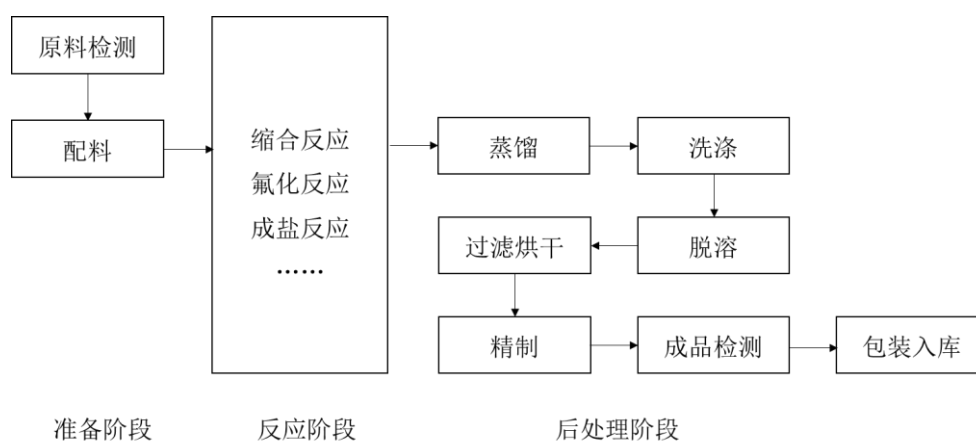 原料检测
配料
缩合反应
氟化反应
成盐反应
……
蒸馏
洗涤
脱溶
过滤烘干
精制
成品检测
包装入库
准备阶段
反应阶段
后处理阶段